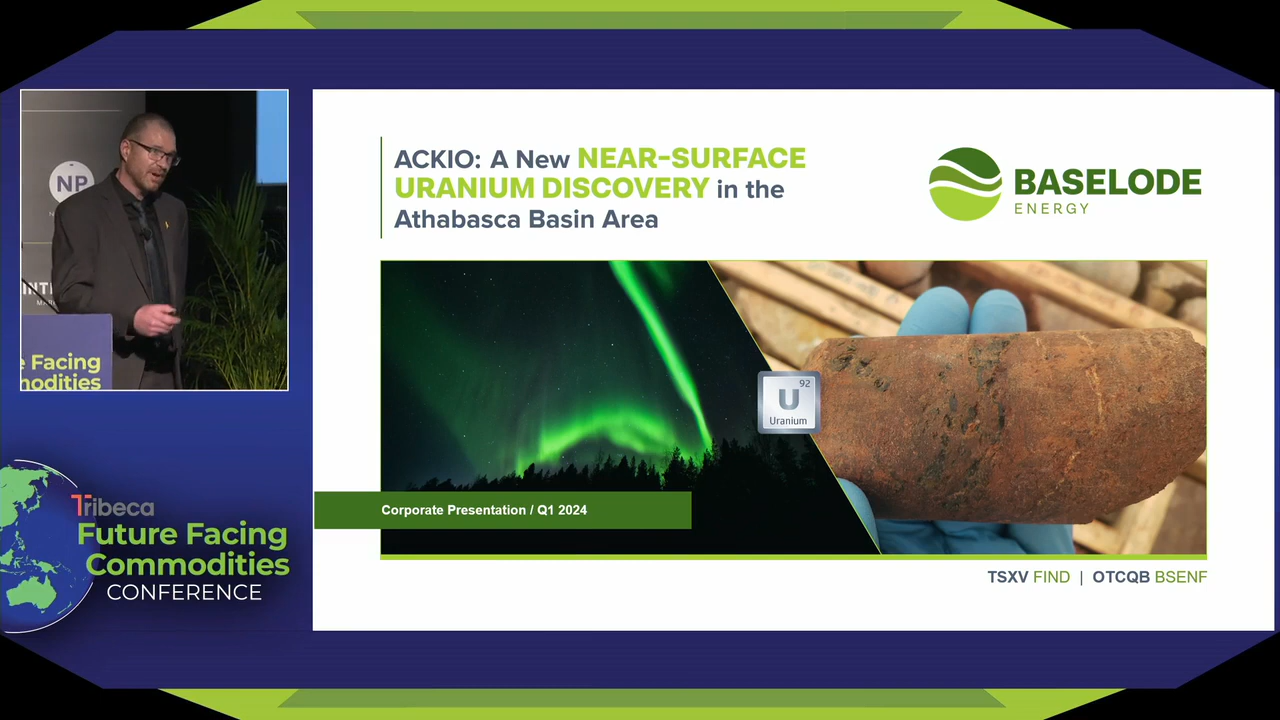 NP
e Facing
modities
Tribeca
Future Facing
Commodities
CONFERENCE
ACKIO: A New NEAR-SURFACE
URANIUM DISCOVERY in the
Athabasca Basin Area
BASELODE
ENERGY
92
U
Uranium
Corporate Presentation / Q1 2024
TSXV FIND | OTCQB BSENF